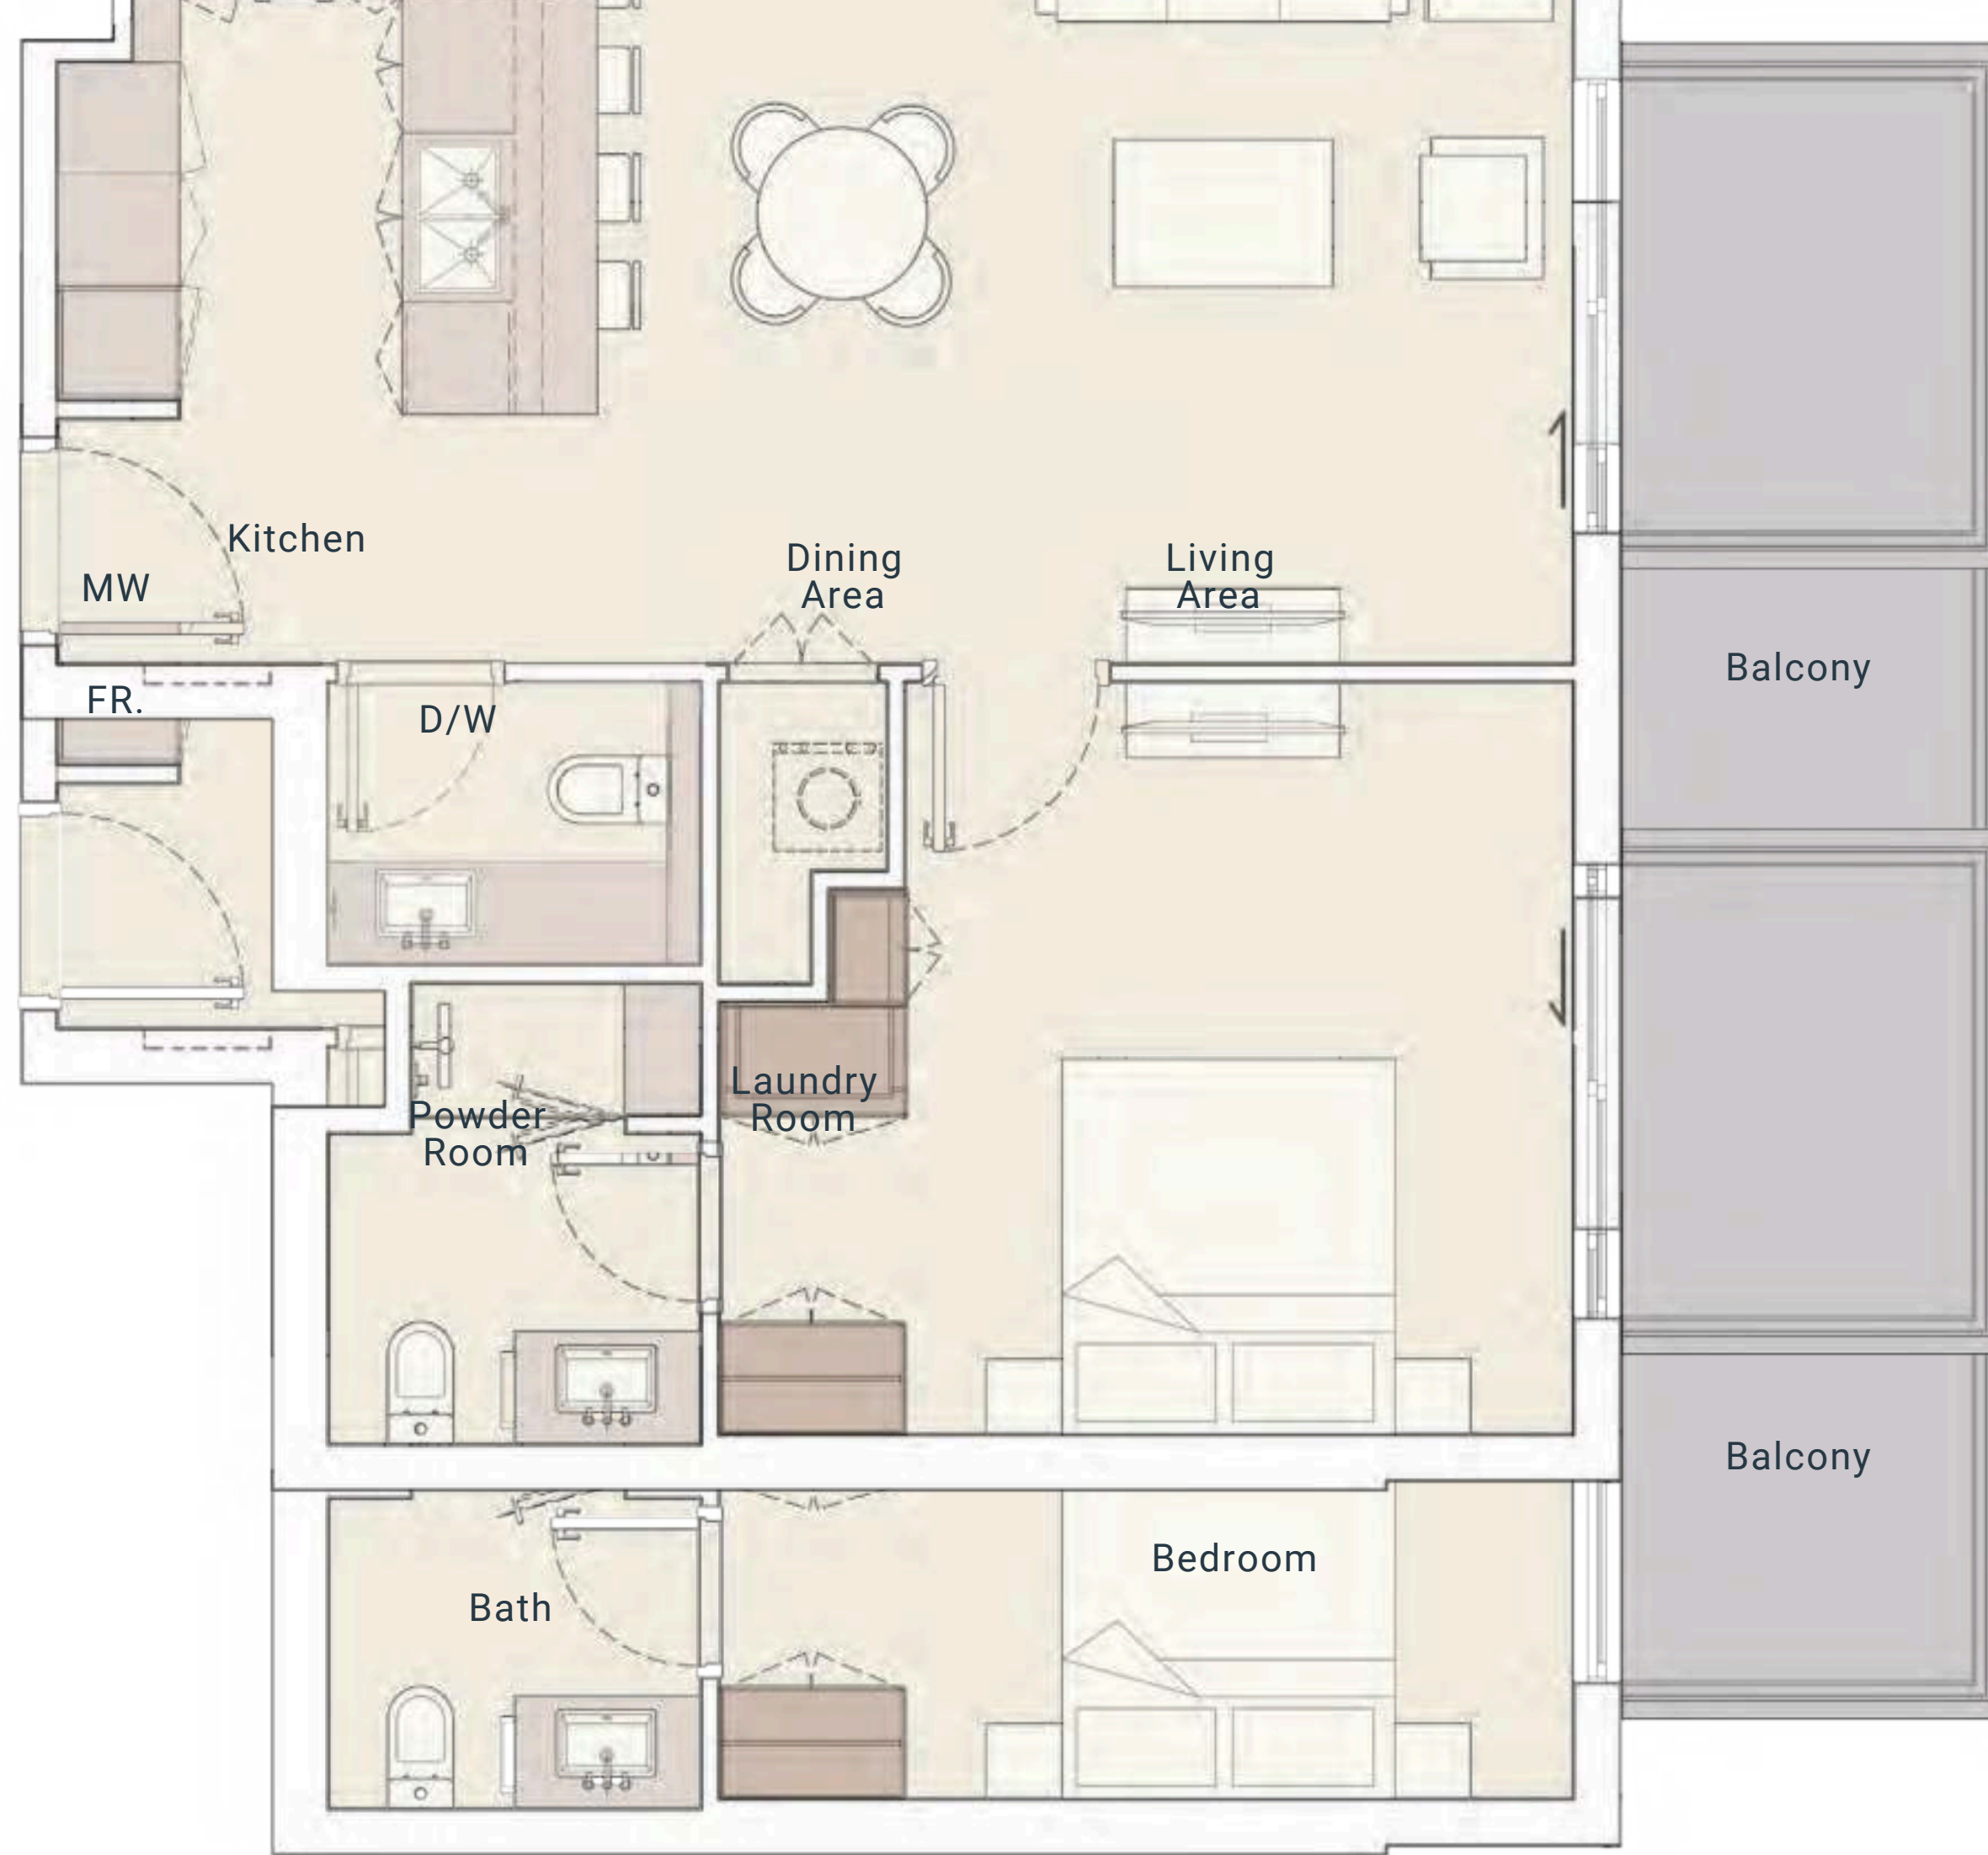 Kitchen
Dining
Area
Living
Area
MW
Balcony
FR.
D/W
Laundry
Room
Powder
Room
Balcony
Bedroom
Bath